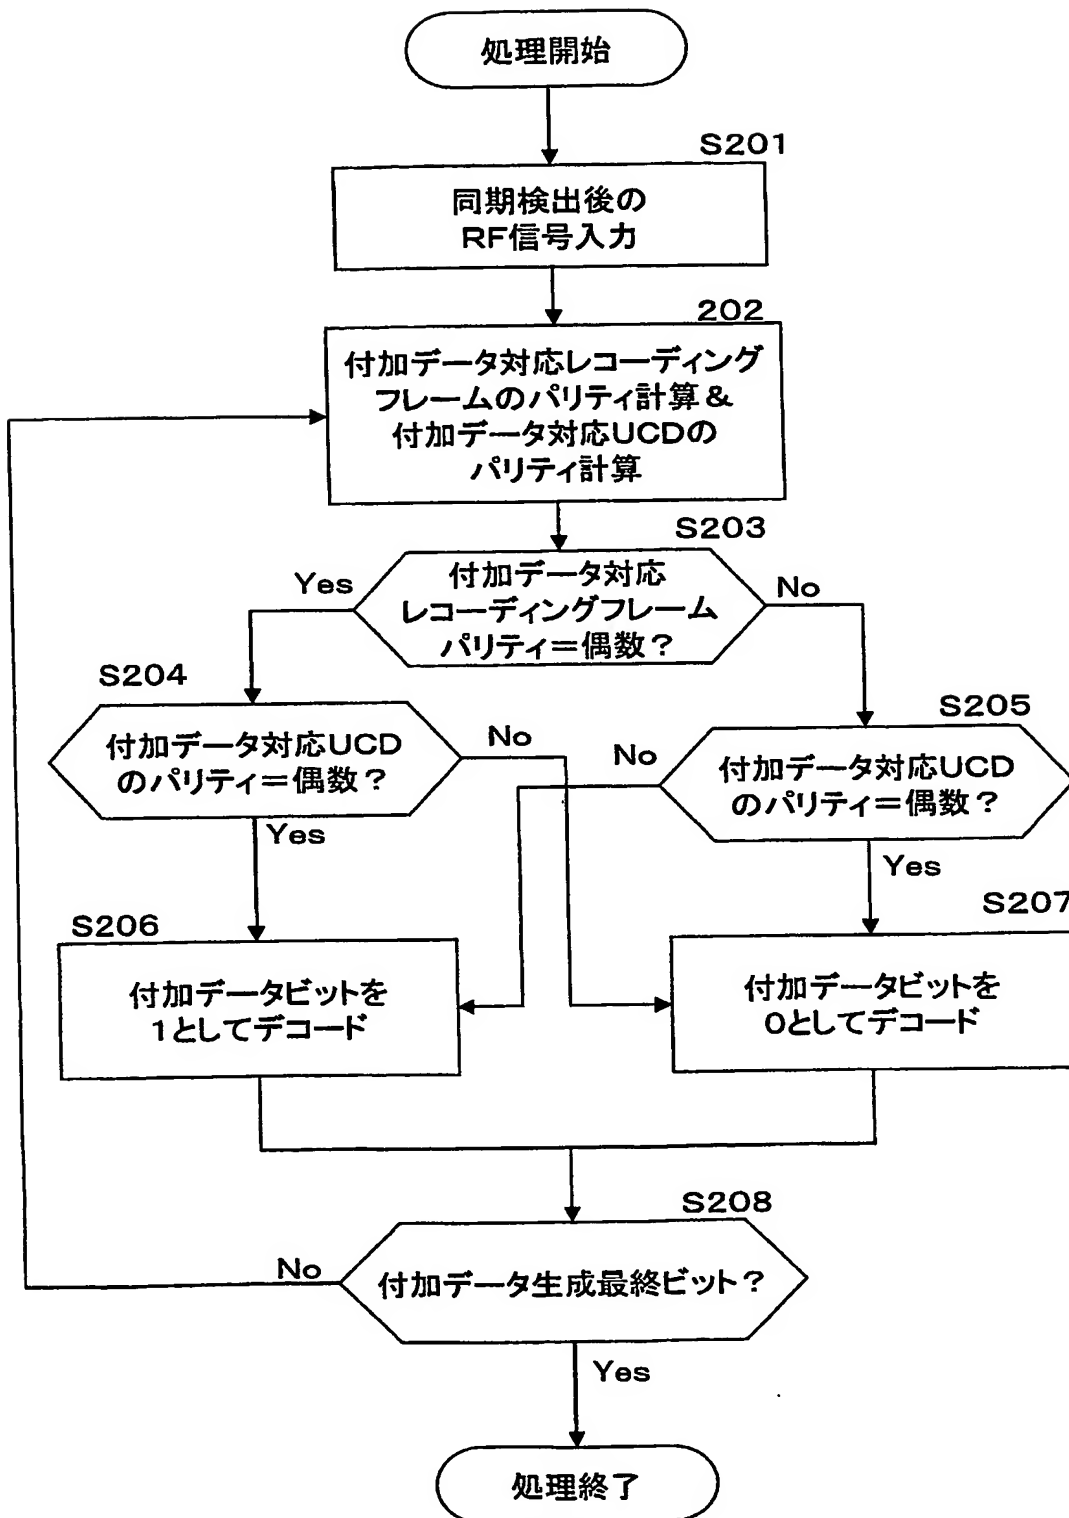 処理開始
S201
同期検出後の
RF信号入力
202
付加データ対応レコーディング
フレームのパリティ計算&
付加データ対応UCDの
パリティ計算
S203
Yes
付加データ対応
レコーディングフレーム
パリティ=偶数?
No
S204
付加データ対応UCD
のパリティ=偶数?
No
Yes
S205
No
付加データ対応UCD
のパリティ=偶数?
Yes
S206
付加データビットを
1としてデコード
S207
付加データビットを
0としてデコード
S208
No
付加データ生成最終ビット?
Yes
処理終了